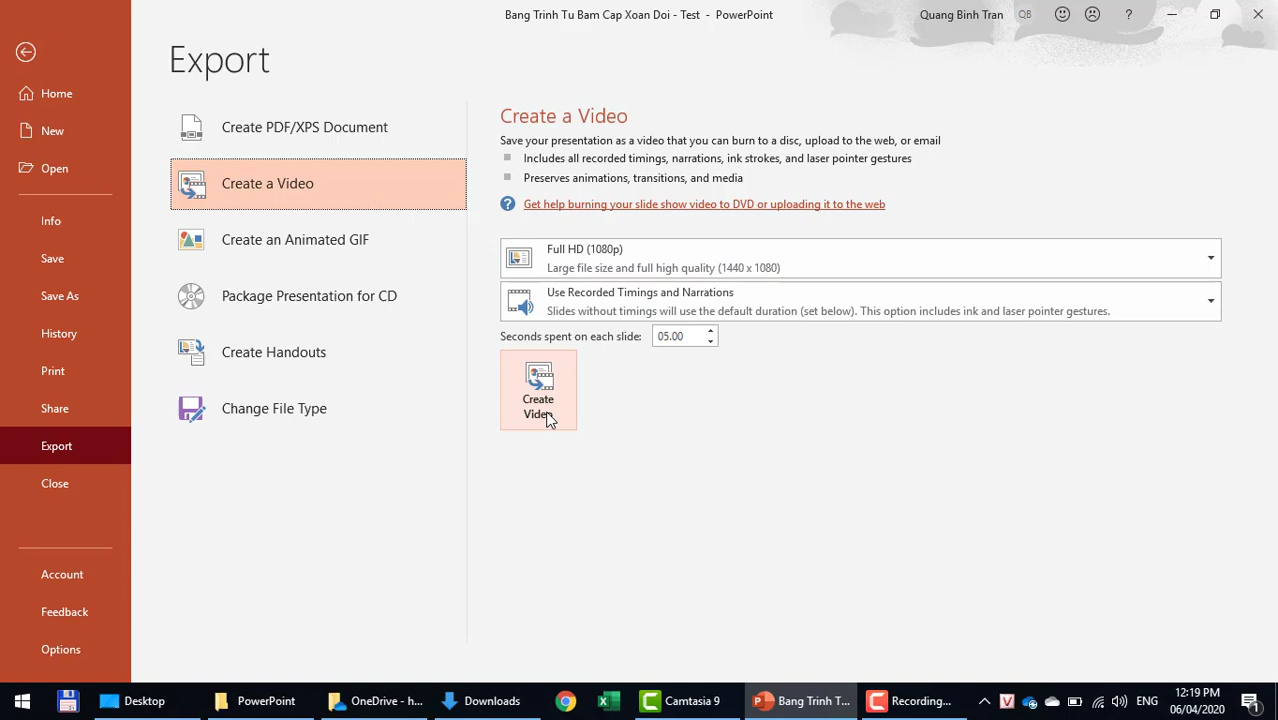 Bang Trinh Tu Bam Cap Xoan Doi - Test - PowerPoint
Quang Binh Tran QB ?
Export
Home
New
Open
Info
Save
Save As
History
Print
Share
Export
Close
Account
Feedback
Options
Create PDF/XPS Document
Create a Video
Create an Animated GIF
Package Presentation for CD
Create Handouts
Change File Type
Create a Video
Save your presentation as a video that you can burn to a disc, upload to the web, or email
Includes all recorded timings, narrations, ink strokes, and laser pointer gestures
Preserves animations, transitions, and media
? Get help burning your slide show video to DVD or uploading it to the web
Full HD (1080p)
Large file size and full high quality (1440 x 1080)
Use Recorded Timings and Narrations
Slides without timings will use the default duration (set below). This option includes ink and laser pointer gestures.
Seconds spent on each slide: 05.00
Create
Video
Desktop PowerPoint OneDrive - h... Downloads Camtasia 9 Bang Trinh T... Recording... ENG 12:19 PM
06/04/2020 1